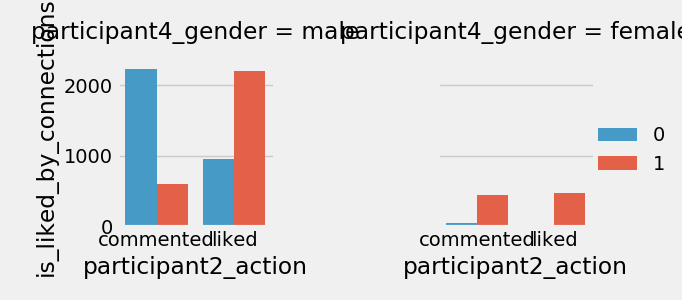 participant4_gender = male
participant4_gender = female
is_liked_by_connections
2000
1000
0
commented
liked
participant2_action
commented
liked
participant2_action
0
1